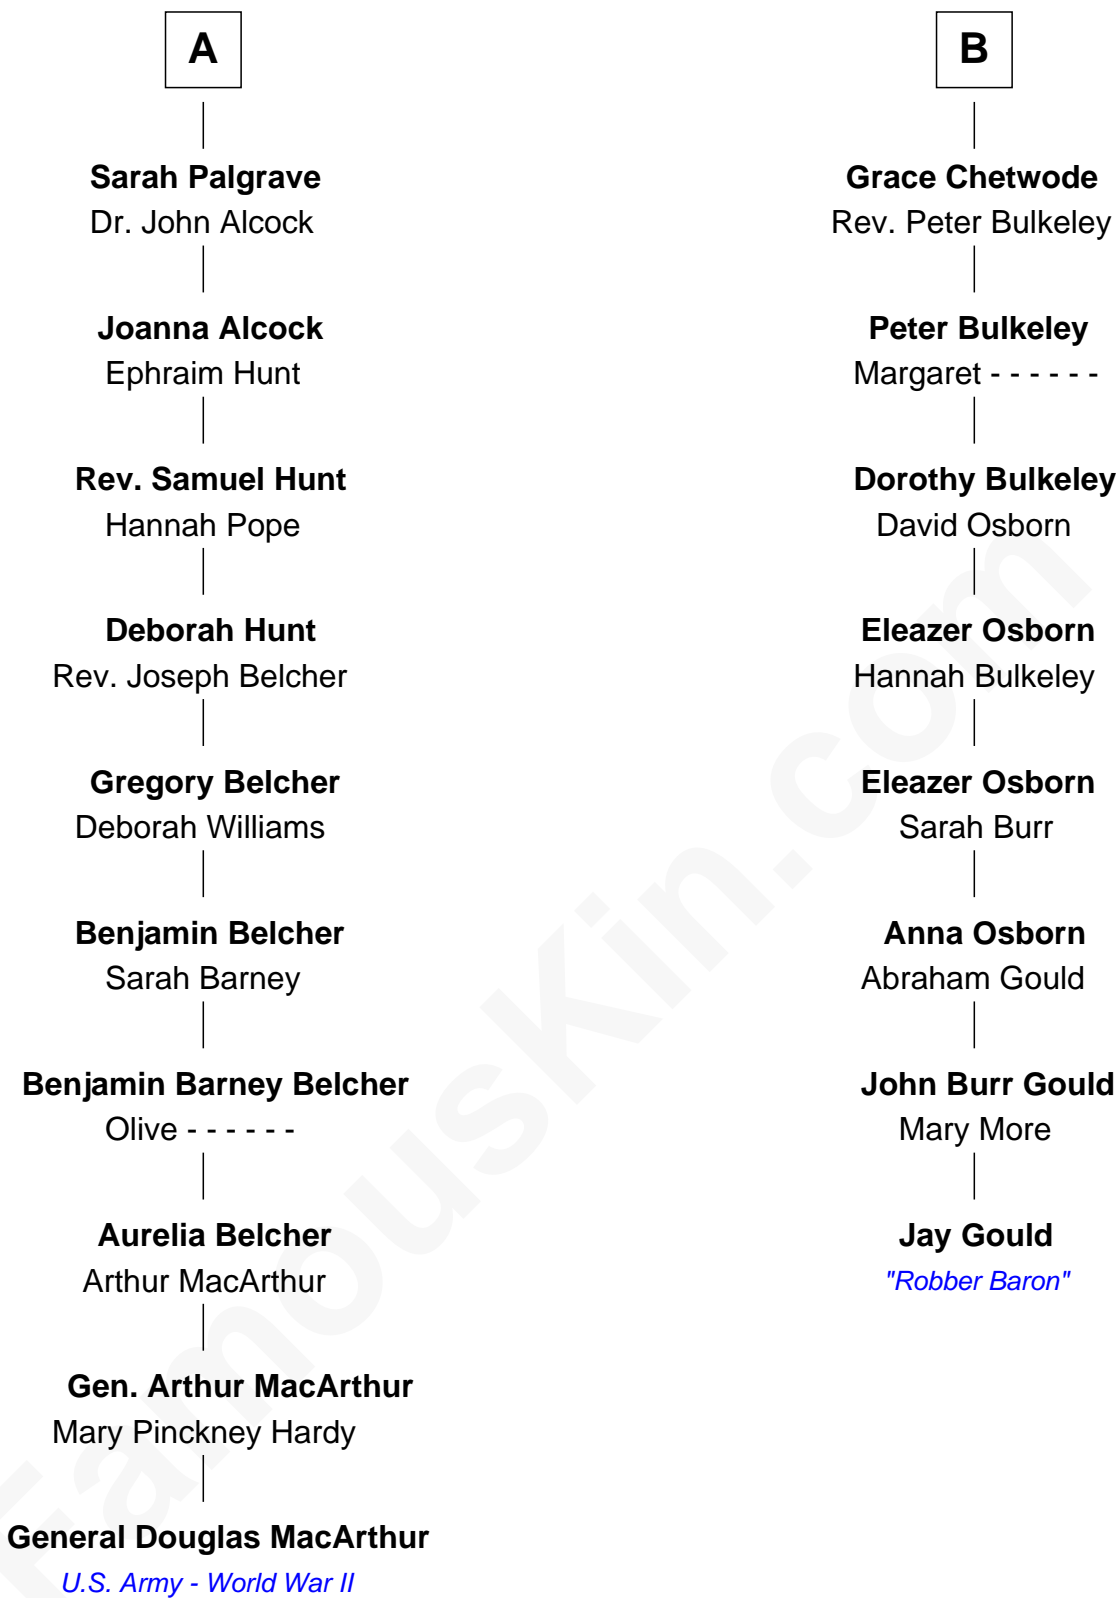 A
Sarah Palgrave
Dr. John Alcock
Joanna Alcock
Ephraim Hunt
Rev. Samuel Hunt
Hannah Pope
Deborah Hunt
Rev. Joseph Belcher
Gregory Belcher
Deborah Williams
Benjamin Belcher
Sarah Barney
Benjamin Barney Belcher
Olive - - - - - -
Aurelia Belcher
Arthur MacArthur
Gen. Arthur MacArthur
Mary Pinckney Hardy
General Douglas MacArthur
U.S. Army - World War II
B
Grace Chetwode
Rev. Peter Bulkeley
Peter Bulkeley
Margaret - - - - - -
Dorothy Bulkeley
David Osborn
Eleazer Osborn
Hannah Bulkeley
Eleazer Osborn
Sarah Burr
Anna Osborn
Abraham Gould
John Burr Gould
Mary More
Jay Gould
"Robber Baron"
FamousKin.com